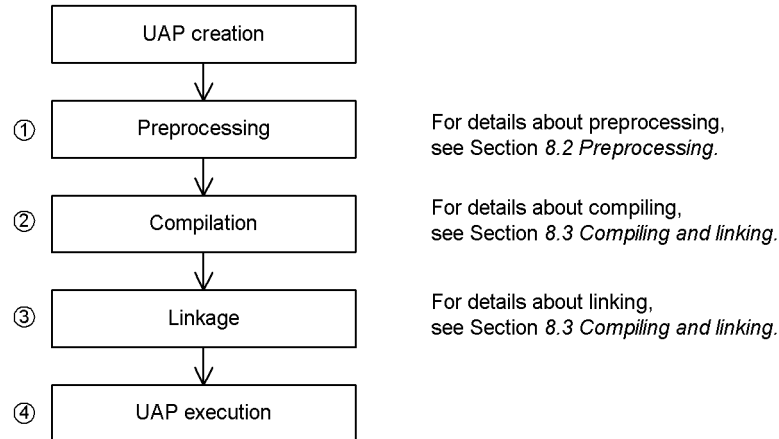 UAP creation
① Preprocessing
For details about preprocessing,
see Section 8.2 Preprocessing.
② Compilation
For details about compiling,
see Section 8.3 Compiling and linking.
③ Linkage
For details about linking,
see Section 8.3 Compiling and linking.
④ UAP execution